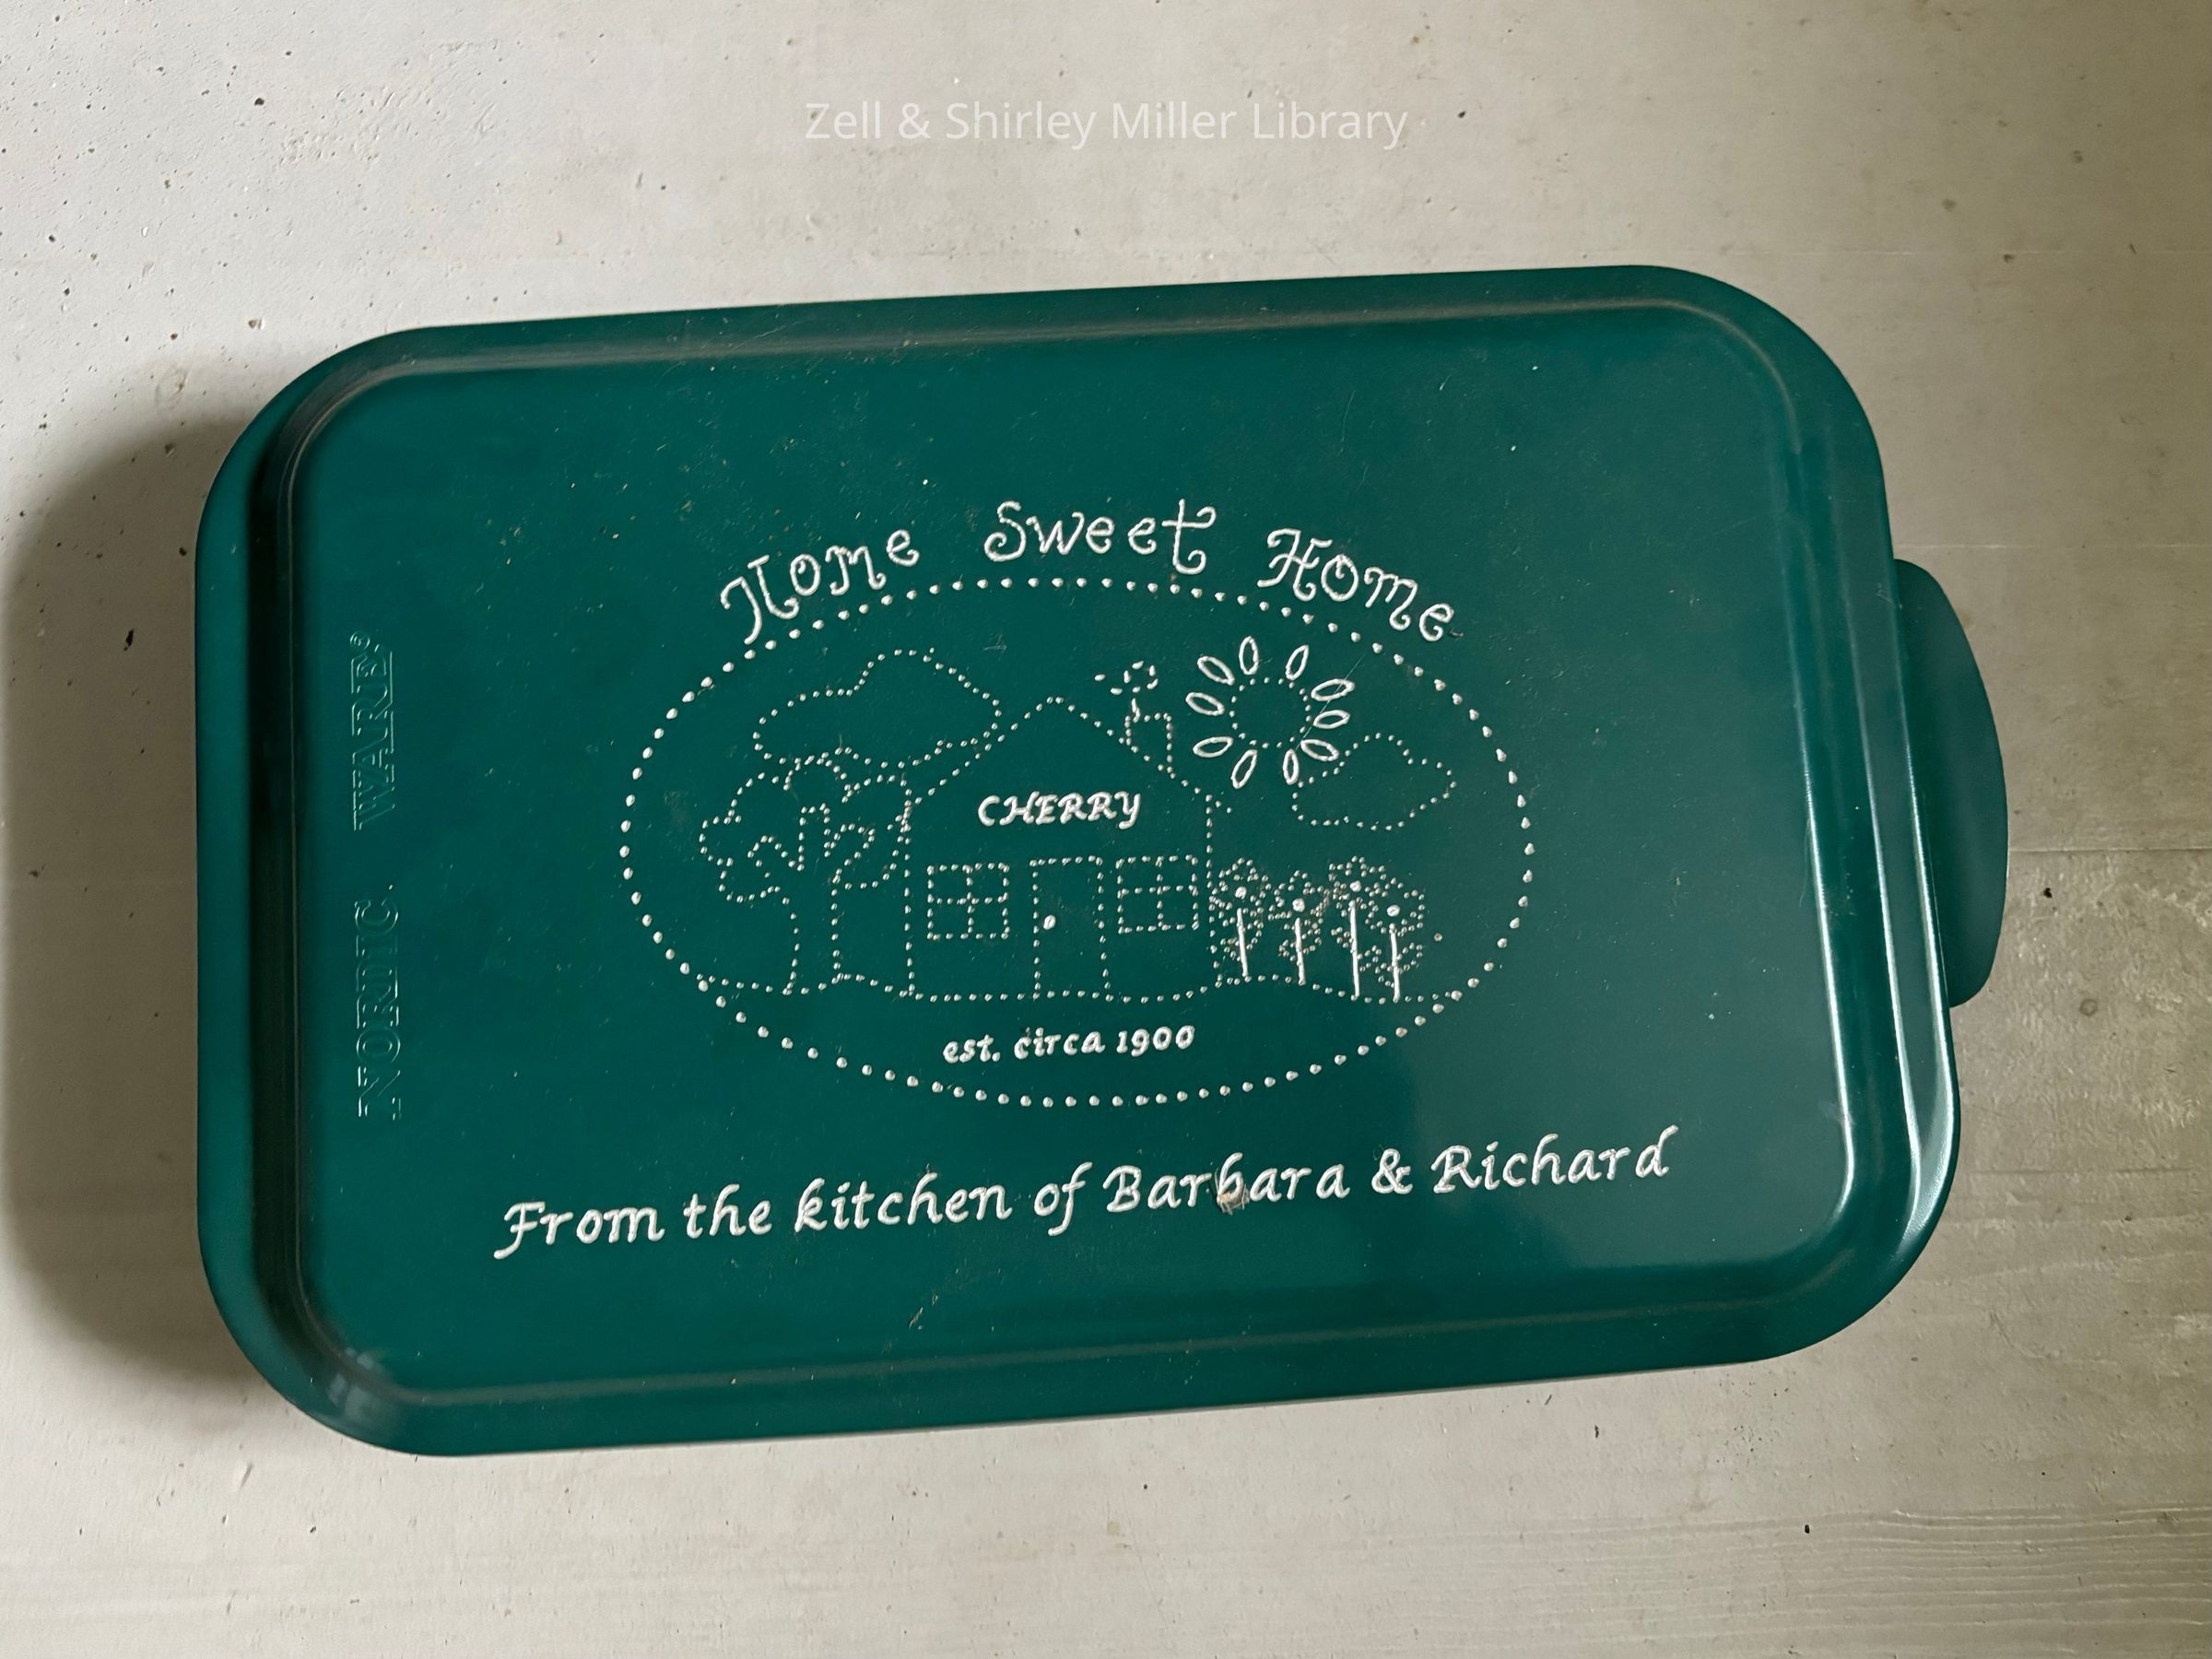 Zell & Shirley Miller Library
Home Sweet Home
CHERRY
est. circa 1900
From the kitchen of Barbara & Richard
NORDIC WARE®